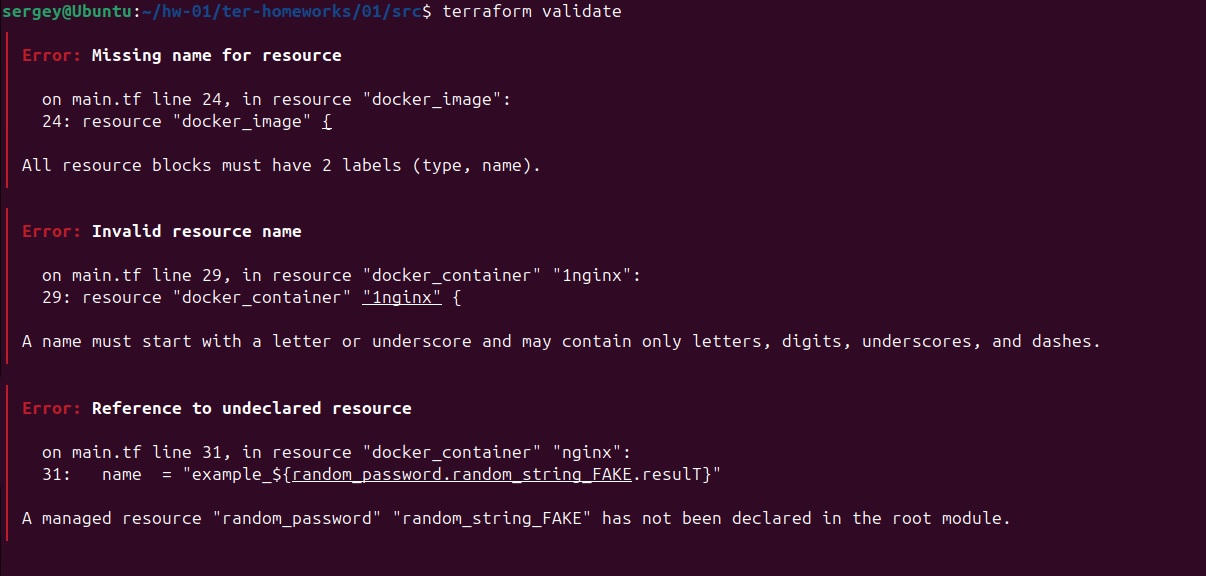 sergey@Ubuntu:~/hw-01/ter-homeworks/01/src$ terraform validate
Error: Missing name for resource
on main.tf line 24, in resource "docker_image":
24: resource "docker_image" {
All resource blocks must have 2 labels (type, name).
Error: Invalid resource name
on main.tf line 29, in resource "docker_container" "1nginx":
29: resource "docker_container" "1nginx" {
A name must start with a letter or underscore and may contain only letters, digits, underscores, and dashes.
Error: Reference to undeclared resource
on main.tf line 31, in resource "docker_container" "nginx":
31:   name  = "example_${random_password.random_string_FAKE.resulT}"
A managed resource "random_password" "random_string_FAKE" has not been declared in the root module.